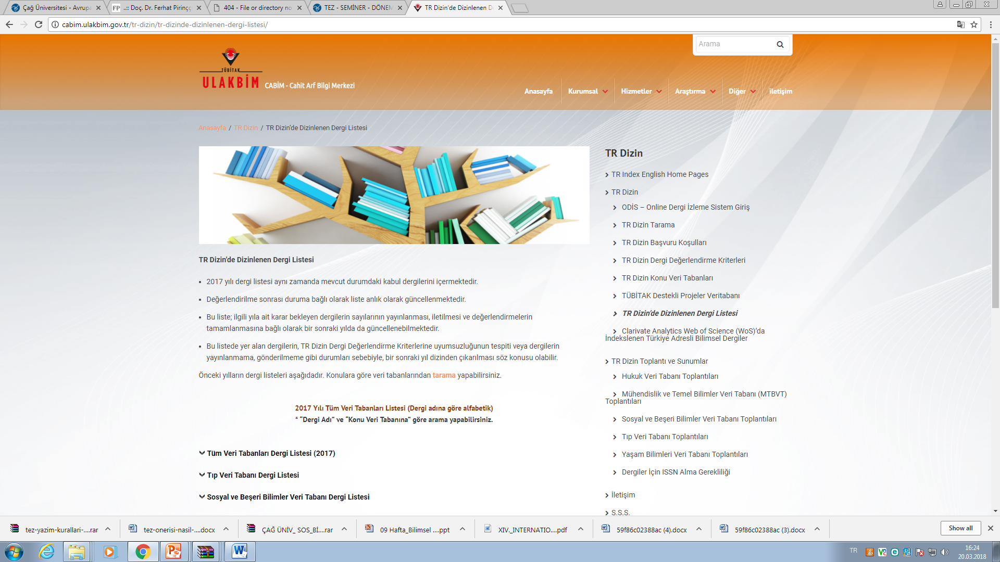 Çağ Üniversitesi - Avrupa
..:: Doç. Dr. Ferhat Pirinçç
404 - File or directory no
TEZ - SEMİNER - DÖNEM
TR Dizin'de Dizinlenen D
cabim.ulakbim.gov.tr/tr-dizin/tr-dizinde-dizinlenen-dergi-listesi/
Arama
TÜBİTAK
ULAKBİM CABİM - Cahit Arf Bilgi Merkezi
Anasayfa Kurumsal Hizmetler Araştırma Diğer iletişim
Anasayfa / TR Dizin / TR Dizin'de Dizinlenen Dergi Listesi
TR Dizin'de Dizinlenen Dergi Listesi
• 2017 yılı dergi listesi aynı zamanda mevcut durumdaki kabul dergilerini içermektedir.
• Değerlendirilme sonrası duruma bağlı olarak liste anlık olarak güncellenmektedir.
• Bu liste; ilgili yıla ait karar bekleyen dergilerin sayılarının yayınlanması, iletilmesi ve değerlendirmelerin
tamamlanmasına bağlı olarak bir sonraki yılda da güncellenebilmektedir.
• Bu listede yer alan dergilerin, TR Dizin Dergi Değerlendirme Kriterlerine uyumsuzluğunun tespiti veya dergilerin
yayınlanmama, gönderilmeme gibi durumları sebebiyle, bir sonraki yıl dizinden çıkarılması söz konusu olabilir.
Önceki yılların dergi listeleri aşağıdadır. Konulara göre veri tabanlarından tarama yapabilirsiniz.
2017 Yılı Tüm Veri Tabanları Listesi (Dergi adına göre alfabetik)
* “Dergi Adı” ve “Konu Veri Tabanına” göre arama yapabilirsiniz.
Tüm Veri Tabanları Dergi Listesi (2017)
Tıp Veri Tabanı Dergi Listesi
Sosyal ve Beşeri Bilimler Veri Tabanı Dergi Listesi
TR Dizin
TR Index English Home Pages
TR Dizin
ODİS – Online Dergi İzleme Sistem Giriş
TR Dizin Tarama
TR Dizin Başvuru Koşulları
TR Dizin Dergi Değerlendirme Kriterleri
TR Dizin Konu Veri Tabanları
TÜBİTAK Destekli Projeler Veritabanı
TR Dizin'de Dizinlenen Dergi Listesi
Clarivate Analytics Web of Science (WoS)'da
İndekslenen Türkiye Adresli Bilimsel Dergiler
TR Dizin Toplantı ve Sunumlar
Hukuk Veri Tabanı Toplantıları
Mühendislik ve Temel Bilimler Veri Tabanı (MTBVT)
Toplantıları
Sosyal ve Beşeri Bilimler Veri Tabanı Toplantıları
Tıp Veri Tabanı Toplantıları
Yaşam Bilimleri Veri Tabanı Toplantıları
Dergiler İçin ISSN Alma Gerekliliği
İletişim
S.S.S.
tez-yazim-kurallari-....rar
tez-onerisi-nasil-....docx
ÇAĞ ÜNİV_ SOS_Bİ....rar
09 Hafta_Bilimsel ....ppt
XIV._INTERNATIO....pdf
59f86c02388ac (4).docx
59f86c02388ac (3).docx
Show all
TR
16:24
20.03.2018